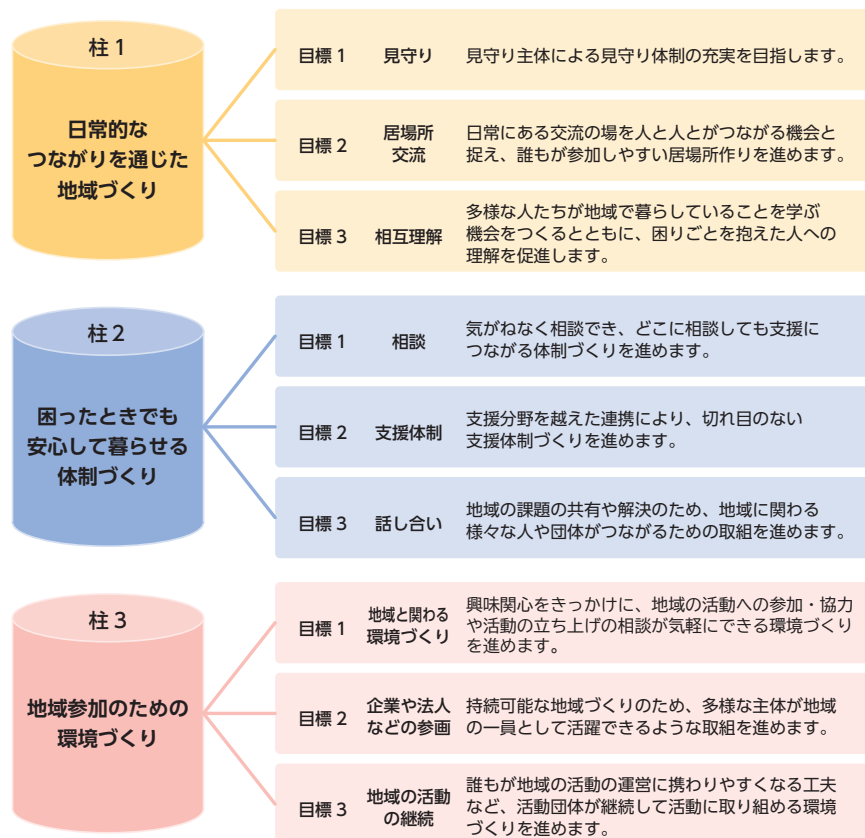 柱 1
日常的な
つながりを通じた
地域づくり
目標 1 見守り 見守り主体による見守り体制の充実を目指します。
目標 2 居場所
交流
日常にある交流の場を人と人とがつながる機会と
捉え、誰もが参加しやすい居場所作りを進めます。
目標 3 相互理解
多様な人たちが地域で暮らしていることを学ぶ
機会をつくるとともに、困りごとを抱えた人への
理解を促進します。
柱 2
困ったときでも
安心して暮らせる
体制づくり
目標 1 相談
気がねなく相談でき、どこに相談しても支援に
つながる体制づくりを進めます。
目標 2 支援体制
支援分野を越えた連携により、切れ目のない
支援体制づくりを進めます。
目標 3 話し合い
地域の課題の共有や解決のため、地域に関わる
様々な人や団体がつながるための取組を進めます。
柱 3
地域参加のための
環境づくり
目標 1
地域と関わる
環境づくり
興味関心をきっかけに、地域の活動への参加・協力
や活動の立ち上げの相談が気軽にできる環境づくり
を進めます。
目標 2
企業や法人
などの参画
持続可能な地域づくりのため、多様な主体が地域
の一員として活躍できるような取組を進めます。
目標 3
地域の活動
の継続
誰もが地域の活動の運営に携わりやすくなる工夫
など、活動団体が継続して活動に取り組める環境
づくりを進めます。